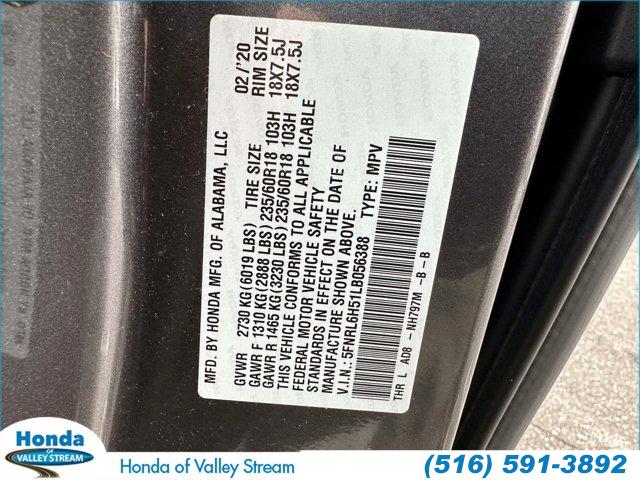 MFD. BY HONDA MFG. OF ALABAMA, LLC 02/'20
TIRE SIZE RIM SIZE
GVWR 2730 KG(6019 LBS)
GAWR F 1310 KG(2888 LBS) 235/60R18 103H 18X7.5J
GAWR R 1465 KG(3230 LBS) 235/60R18 103H 18X7.5J
THIS VEHICLE CONFORMS TO ALL APPLICABLE
FEDERAL MOTOR VEHICLE SAFETY
STANDARDS IN EFFECT ON THE DATE OF
MANUFACTURE SHOWN ABOVE.
V.I.N.: 5FNRL6H51LB056388 TYPE: MPV
THR L AD8 - NH797M - B - B
Honda
OF
VALLEY STREAM
Honda of Valley Stream
(516) 591-3892